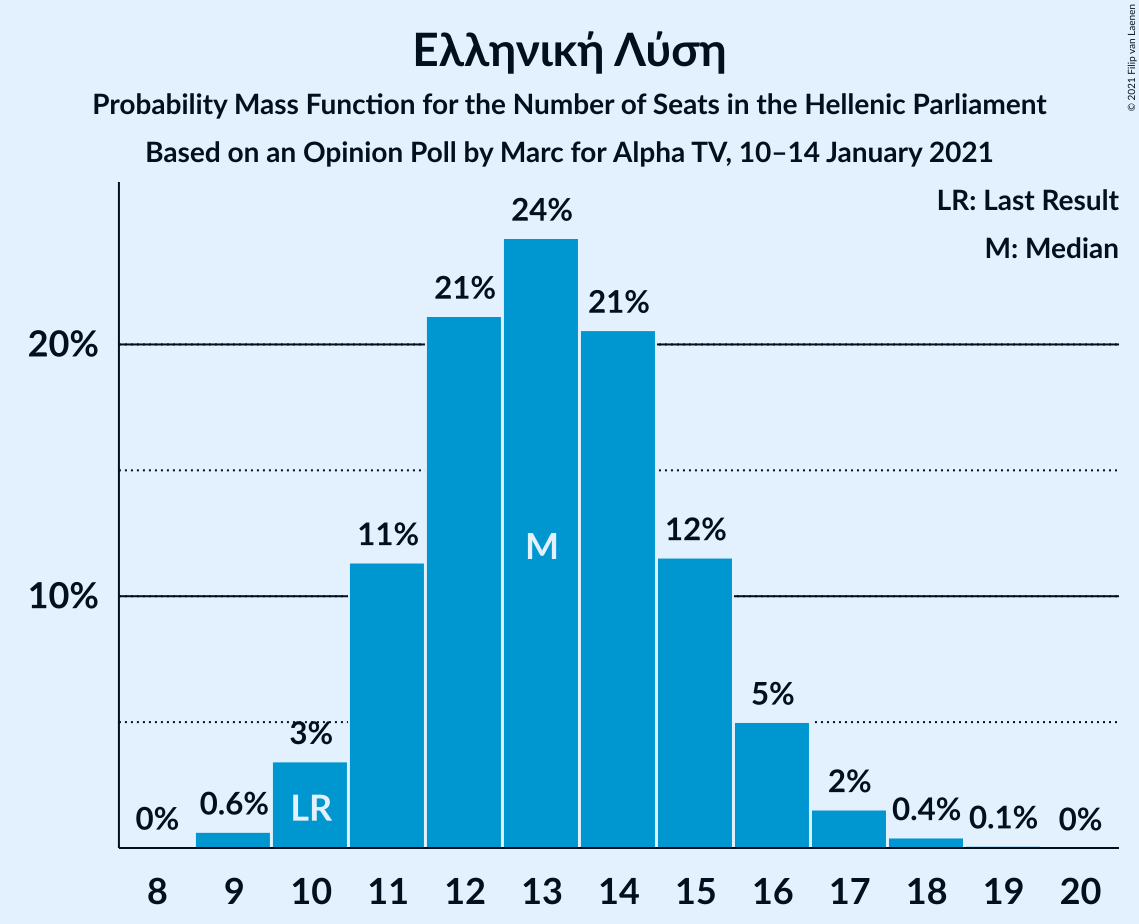 Ελληνική Λύση
Probability Mass Function for the Number of Seats in the Hellenic Parliament
Based on an Opinion Poll by Marc for Alpha TV, 10–14 January 2021
© 2021 Filip van Laenen
LR: Last Result
M: Median
20%
10%
0%
0.6%
3%
11%
21%
24%
21%
12%
5%
2%
0.4%
0.1%
0%
LR
M
8 9 10 11 12 13 14 15 16 17 18 19 20